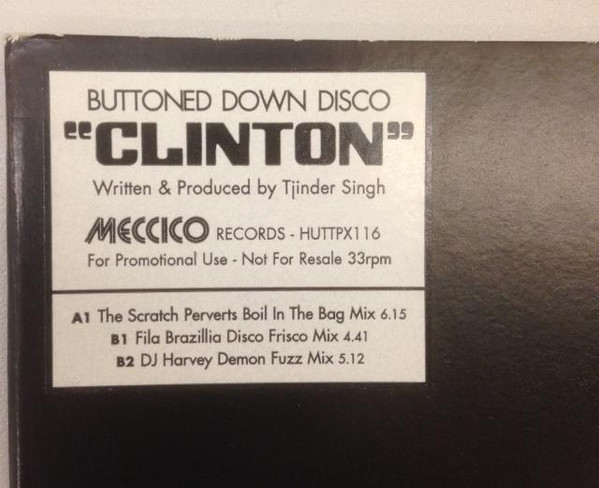 BUTTONED DOWN DISCO
"CLINTON"
Written & Produced by Tjinder Singh
MECCICO RECORDS - HUTTPX116
For Promotional Use - Not For Resale 33rpm
A1 The Scratch Perverts Boil In The Bag Mix 6.15
B1 Fila Brazillia Disco Frisco Mix 4.41
B2 DJ Harvey Demon Fuzz Mix 5.12